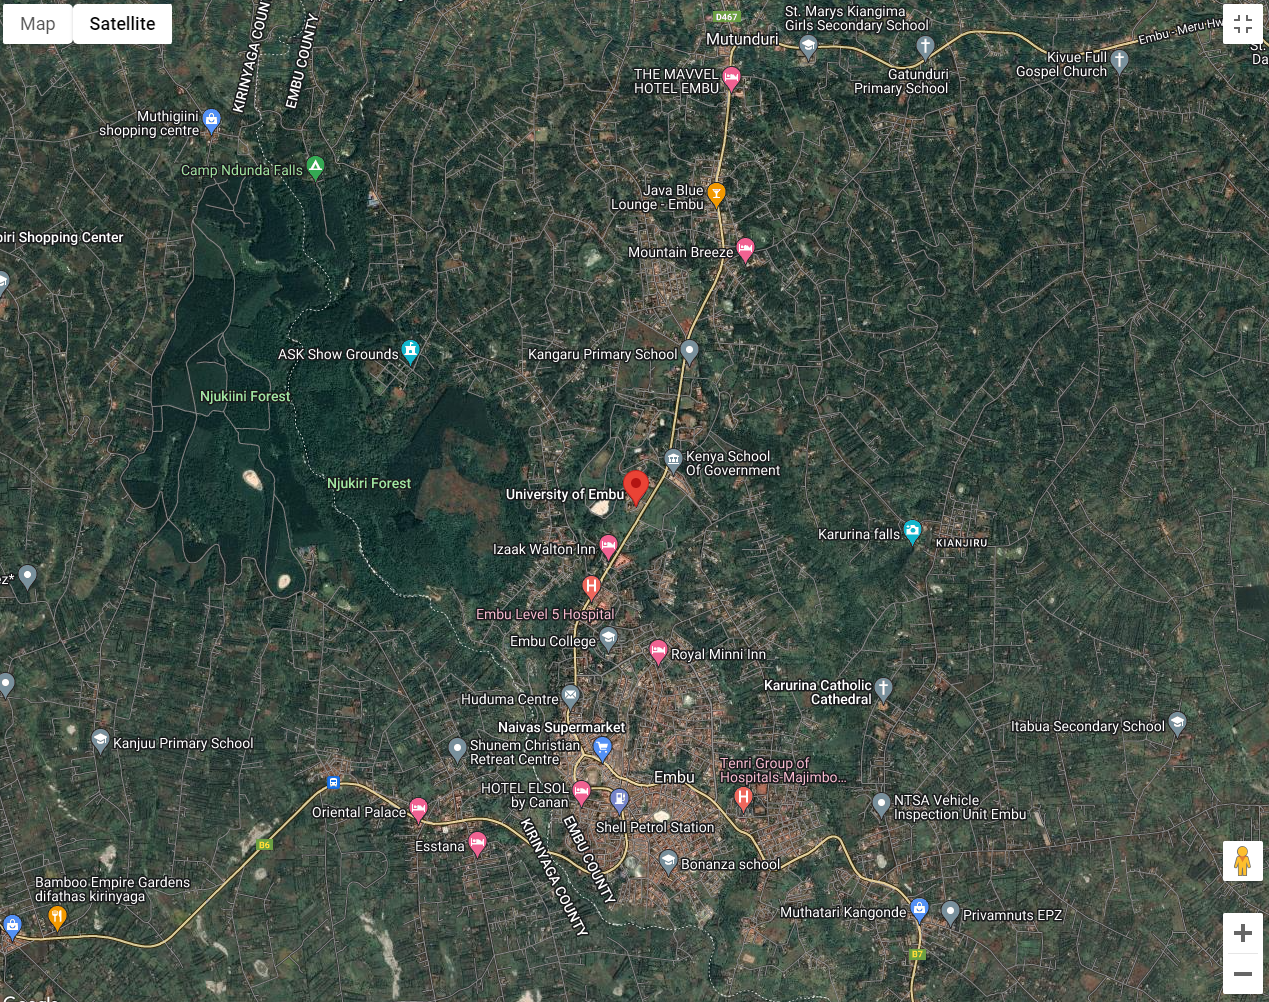 Map
Satellite
D467
St. Marys Kiangima
Girls Secondary School
Mutunduri
Embu - Meru Hw
St.
Da
KIRINYAGA COUN
EMBU COUNTY
THE MAVVEL
HOTEL EMBU
Gatunduri
Primary School
Kivue Full
Gospel Church
Muthigiini
shopping centre
Camp Ndunda Falls
Java Blue
Lounge - Embu
piri Shopping Center
Mountain Breeze
ASK Show Grounds
Kangaru Primary School
Njukiini Forest
Kenya School
Of Government
Njukiri Forest
University of Embu
Karurina falls
KIANJIRU
Izaak Walton Inn
ez*
Embu Level 5 Hospital
Embu College
Royal Minni Inn
Karurina Catholic
Cathedral
Huduma Centre
Naivas Supermarket
Itabua Secondary School
Kanjuu Primary School
Shunem Christian
Retreat Centre
Embu
Tenri Group of
Hospitals-Majimbo...
HOTEL ELSOL
by Canan
NTSA Vehicle
Inspection Unit Embu
Oriental Palace
Shell Petrol Station
B6
Esstana
KIRINYAGA COUNTY
EMBU COUNTY
Bonanza school
Bamboo Empire Gardens
difathas kirinyaga
Muthatari Kangonde
Privamnuts EPZ
B7
Google